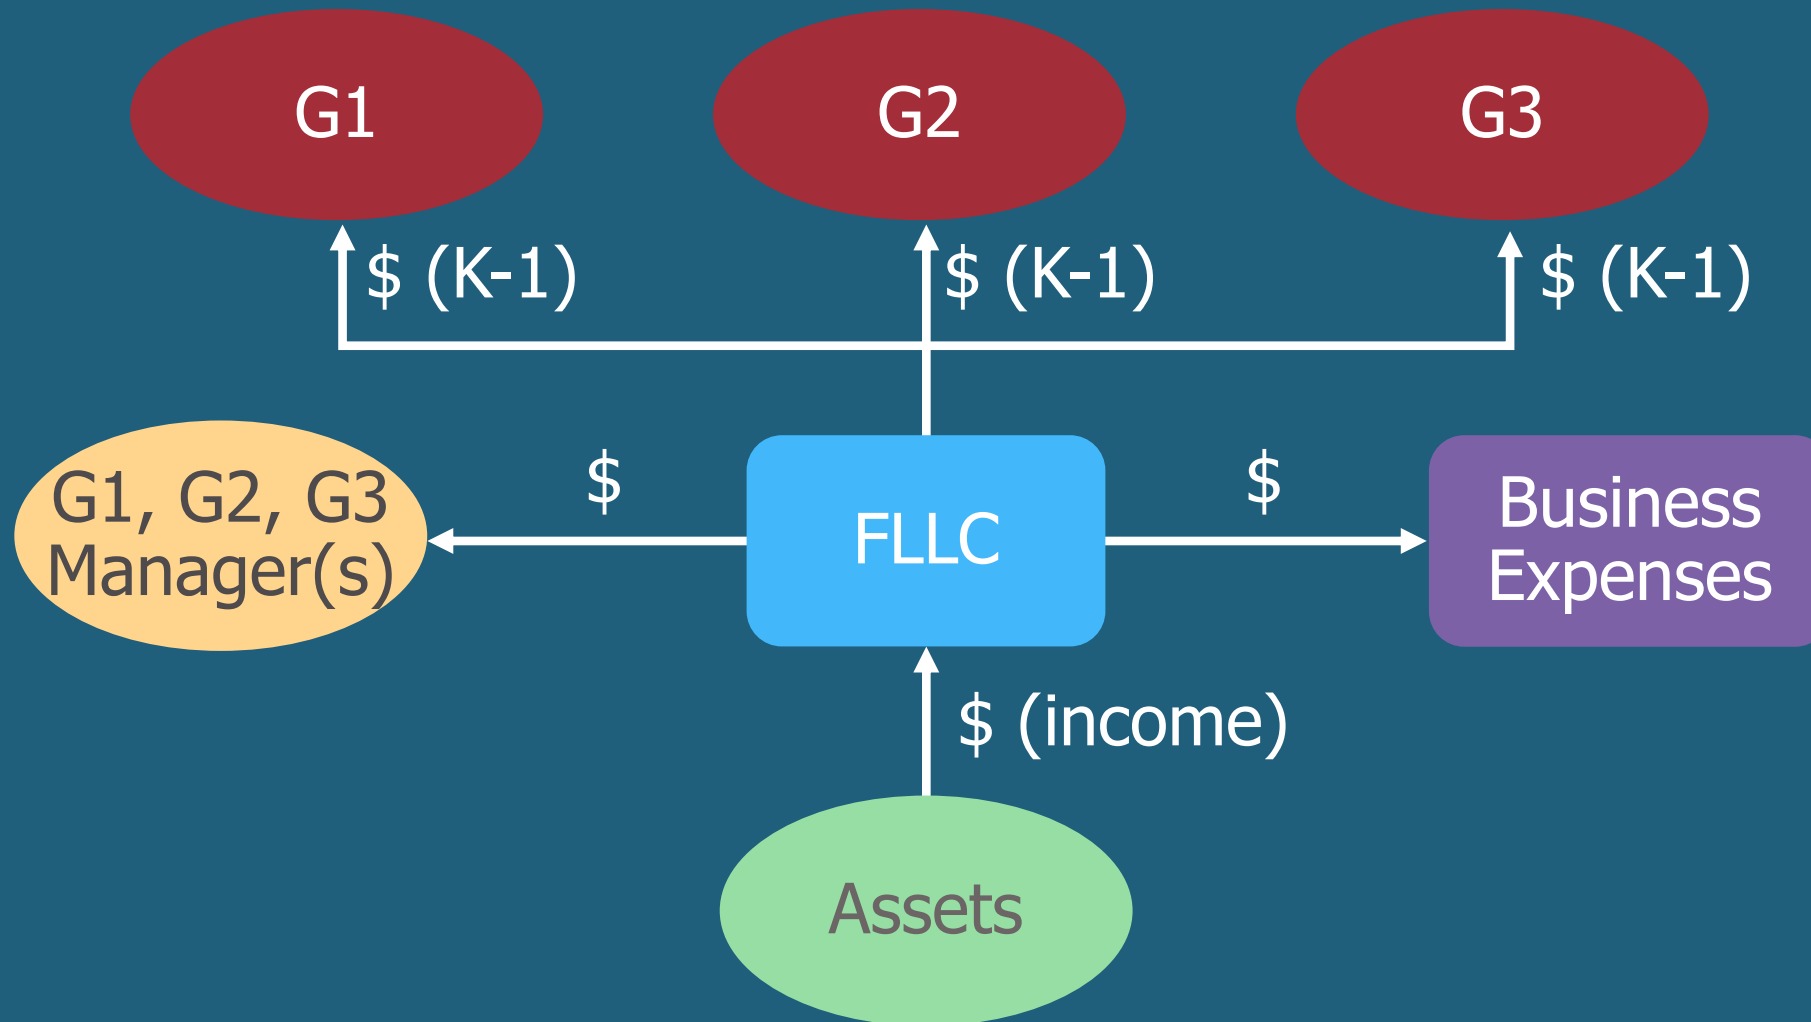 G1
G2
G3
$ (K-1)
$ (K-1)
$ (K-1)
G1, G2, G3
Manager(s)
$
FLLC
$
Business
Expenses
$ (income)
Assets